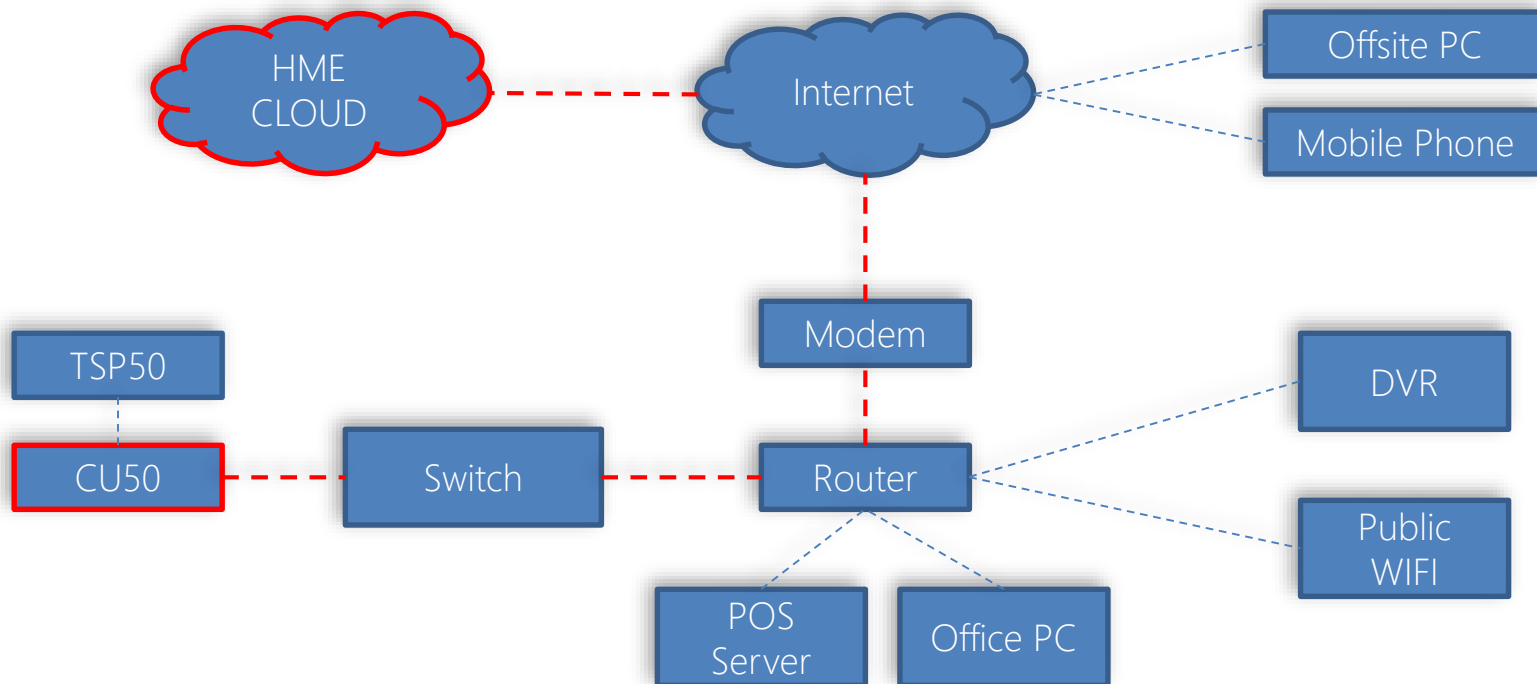 HME
CLOUD
Internet
Offsite PC
Mobile Phone
Modem
TSP50
DVR
CU50
Switch
Router
Public
WIFI
POS
Server
Office PC